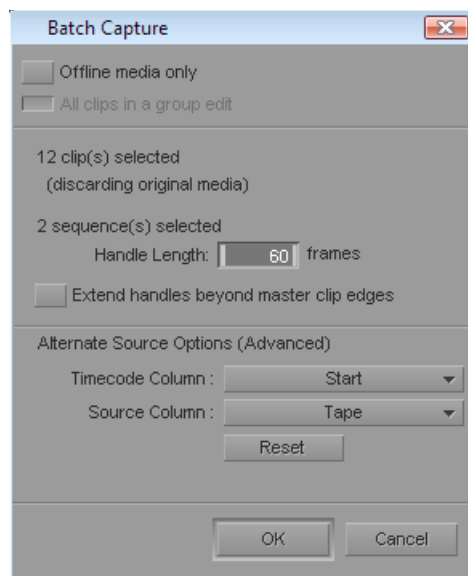 Batch Capture
Offline media only
All clips in a group edit
12 clip(s) selected
(discarding original media)
2 sequence(s) selected
Handle Length: 60 frames
Extend handles beyond master clip edges
Alternate Source Options (Advanced)
Timecode Column : Start
Source Column : Tape
Reset
OK Cancel